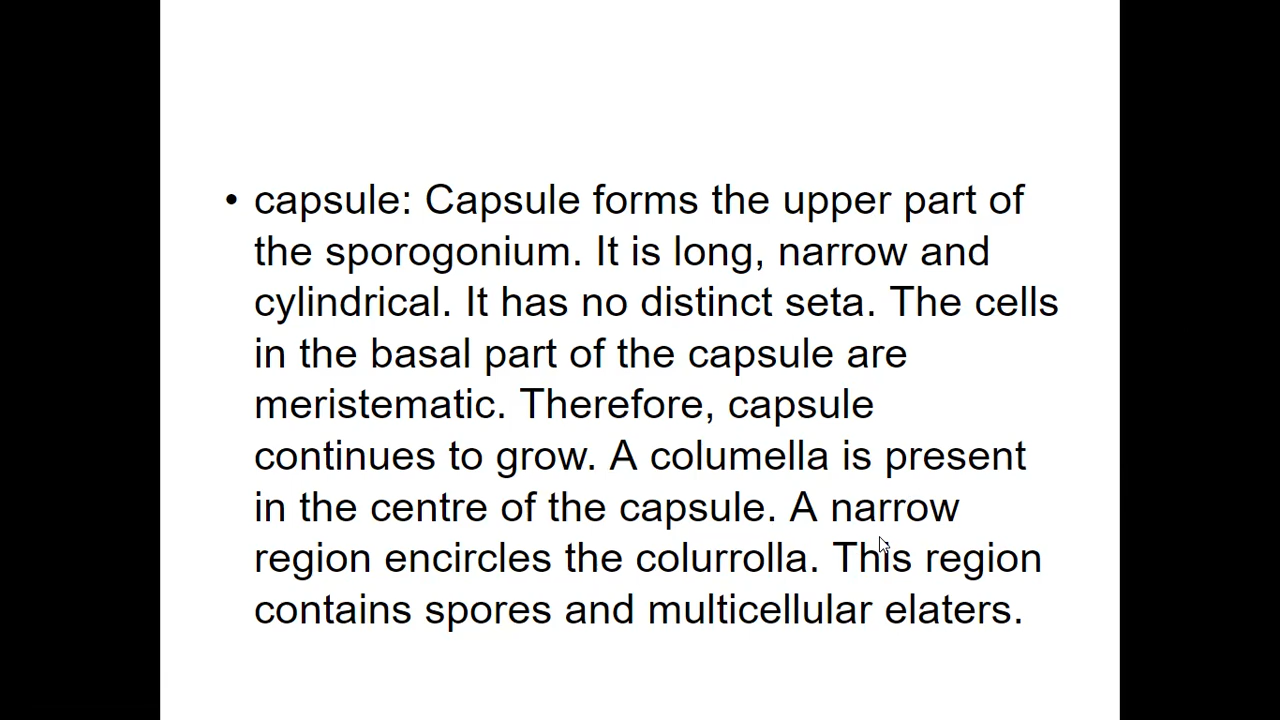 • capsule: Capsule forms the upper part of
the sporogonium. It is long, narrow and
cylindrical. It has no distinct seta. The cells
in the basal part of the capsule are
meristematic. Therefore, capsule
continues to grow. A columella is present
in the centre of the capsule. A narrow
region encircles the colurrolla. This region
contains spores and multicellular elaters.